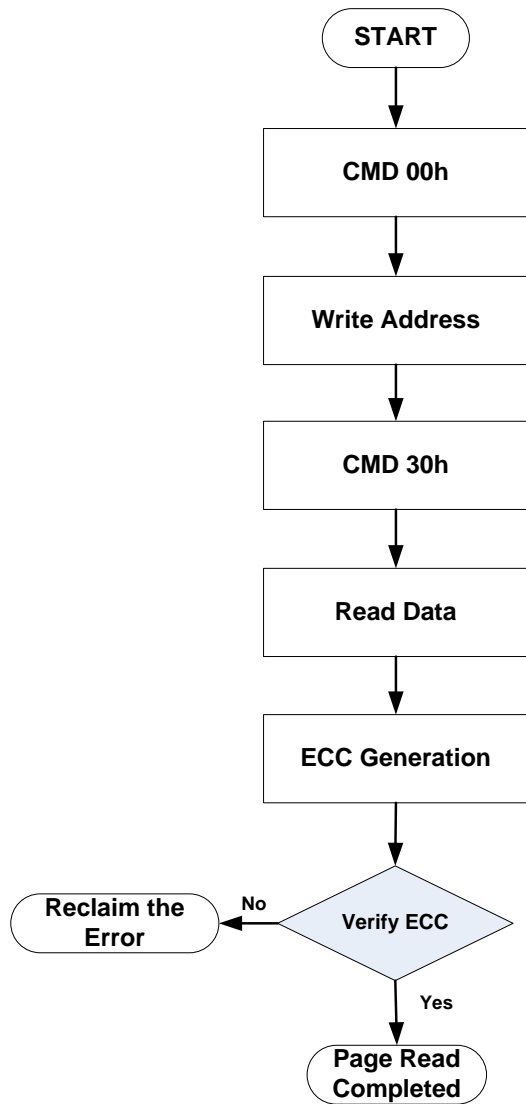 START
CMD 00h
Write Address
CMD 30h
Read Data
ECC Generation
Verify ECC
No
Reclaim the
Error
Yes
Page Read
Completed